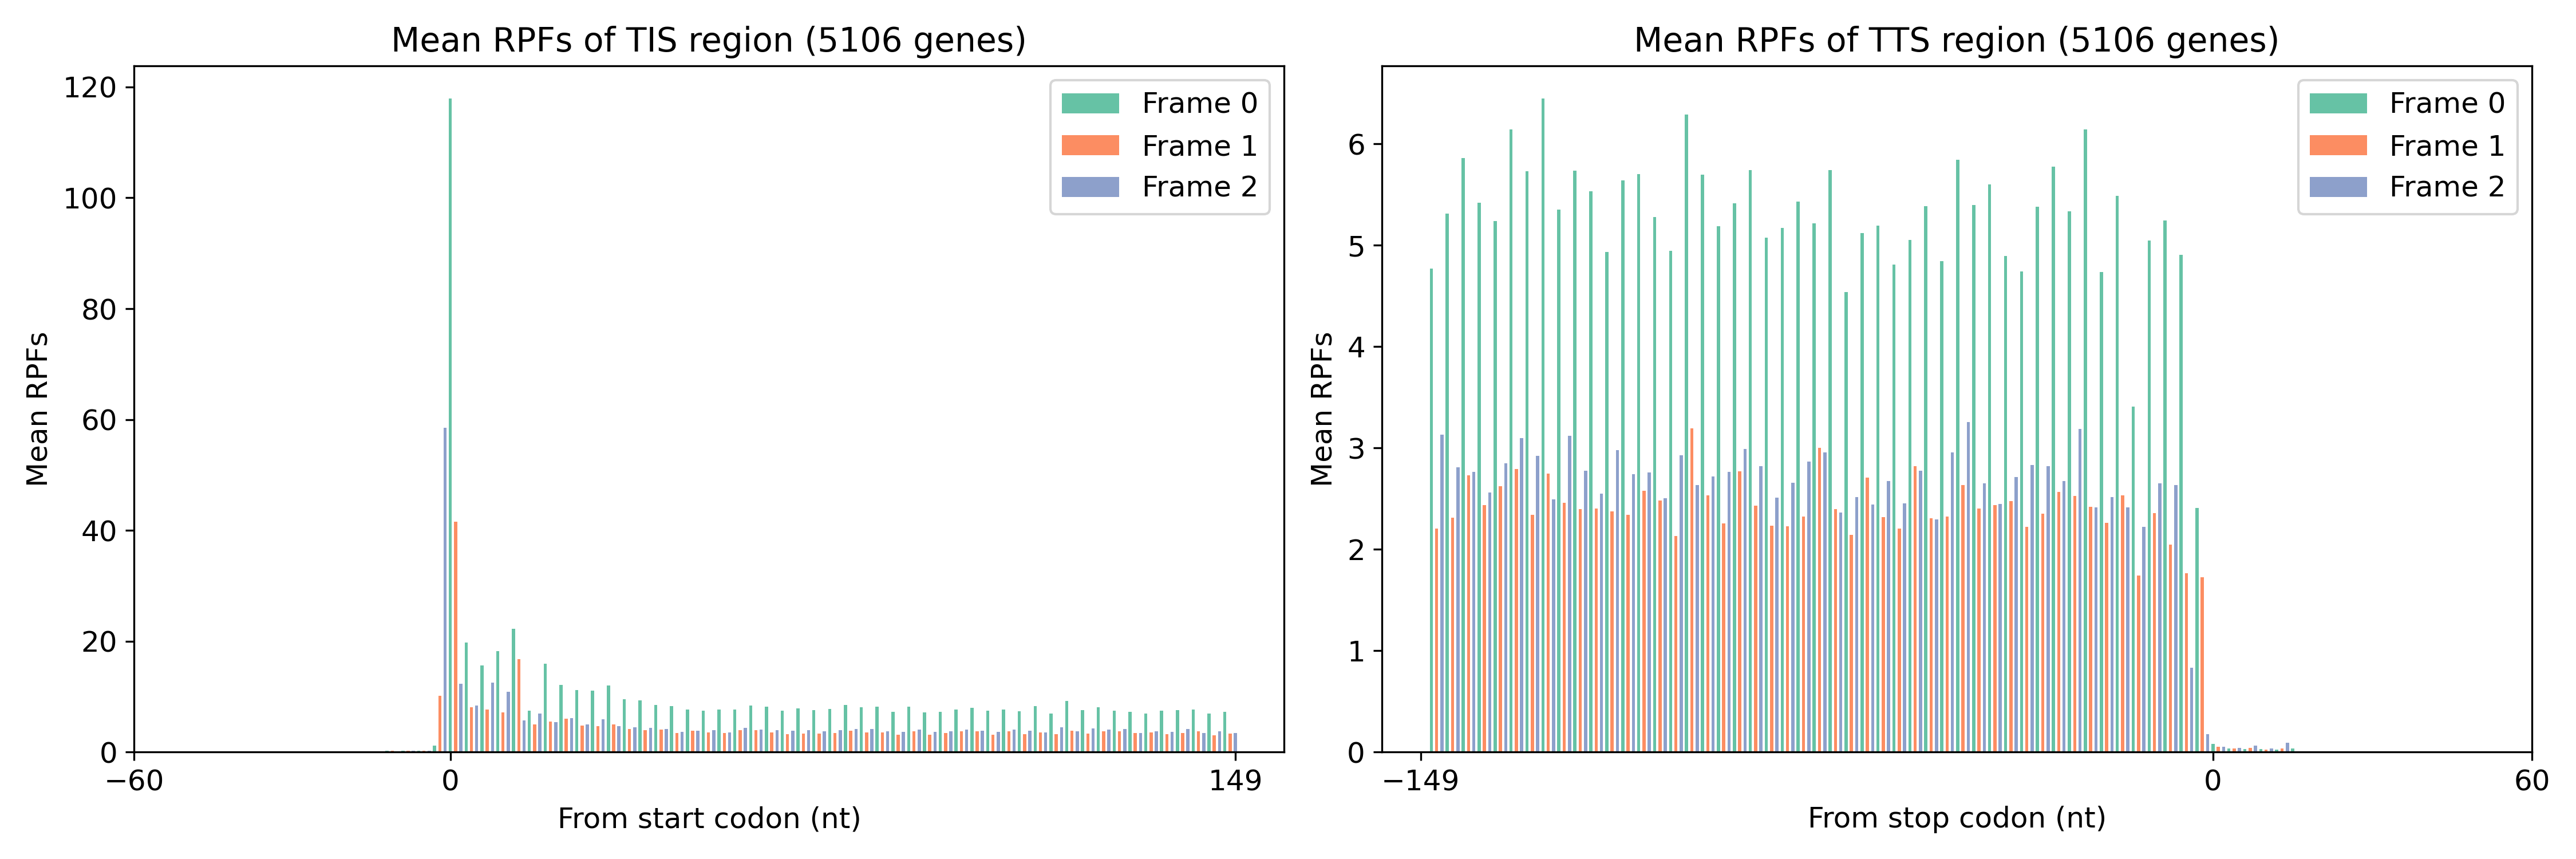 Mean RPFs of TIS region (5106 genes)
120
100
80
60
40
20
0
Mean RPFs
−60
0
149
From start codon (nt)
Frame 0
Frame 1
Frame 2
Mean RPFs of TTS region (5106 genes)
6
5
4
3
2
1
0
Mean RPFs
−149
0
60
From stop codon (nt)
Frame 0
Frame 1
Frame 2